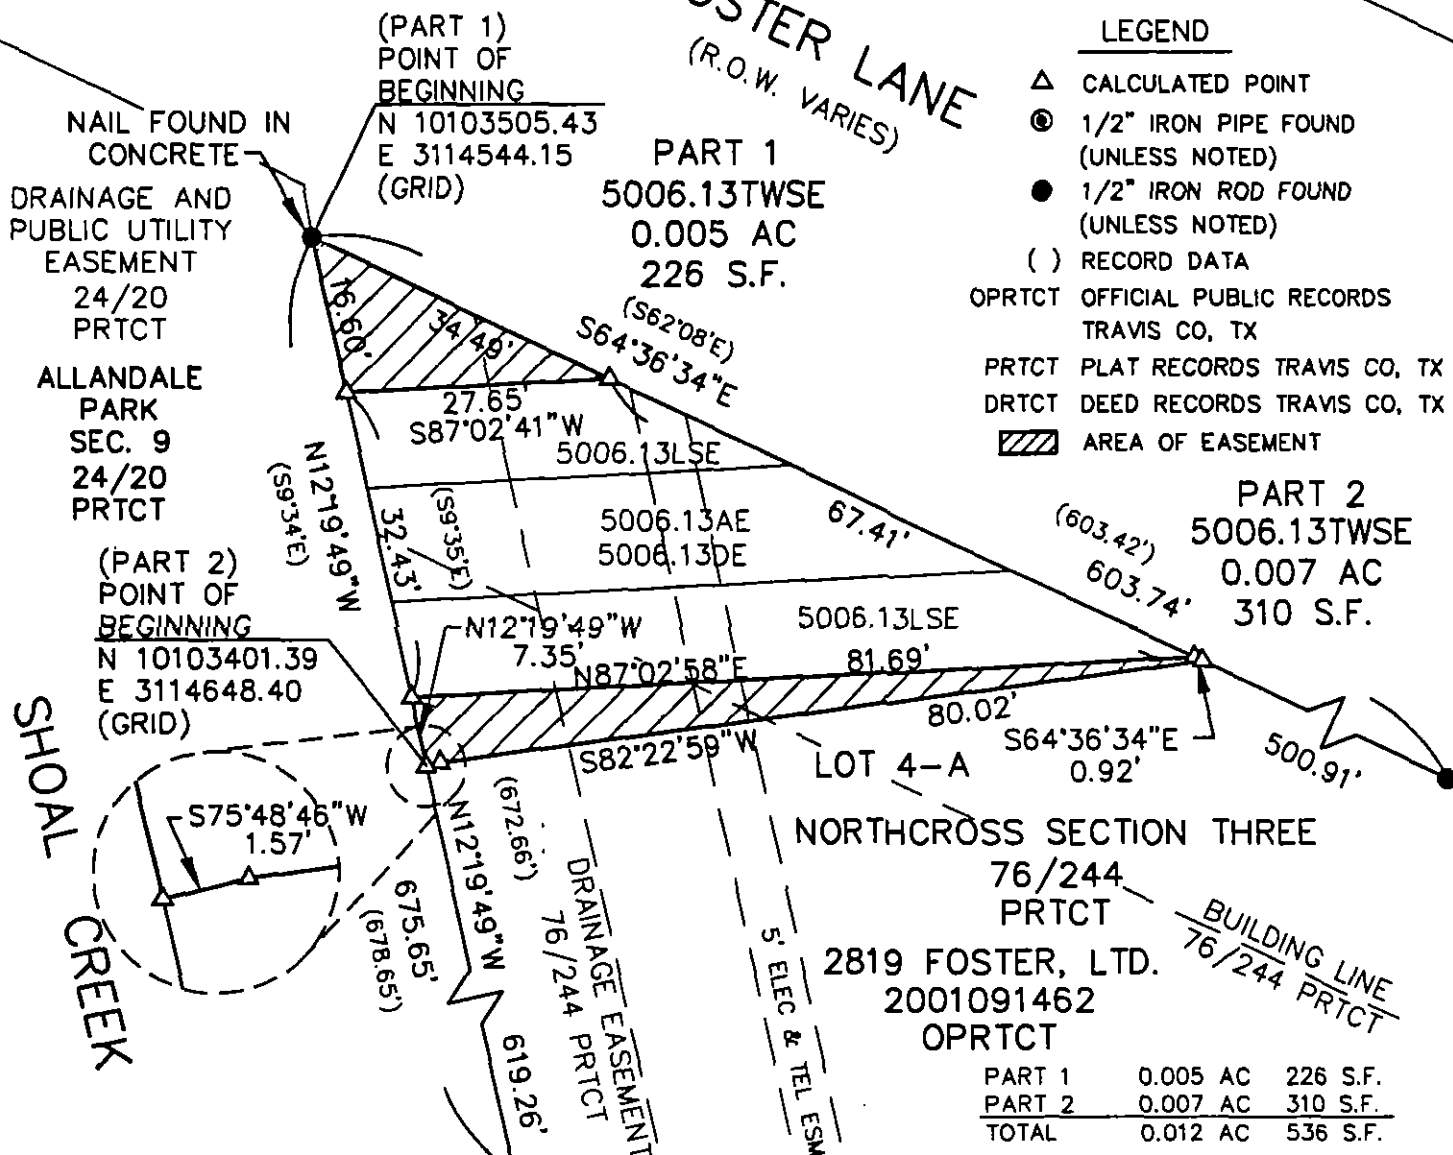 (PART 1)
POINT OF
BEGINNING
N 10103505.43
E 3114544.15
(GRID)
NAIL FOUND IN
CONCRETE
DRAINAGE AND
PUBLIC UTILITY
EASEMENT
24/20
PRTCT
ALLANDALE
PARK
SEC. 9
24/20
PRTCT
LANE
(R.O.W. VARIES)
PART 1
5006.13TWSE
0.005 AC
226 S.F.
LEGEND
CALCULATED POINT
1/2" IRON PIPE FOUND
(UNLESS NOTED)
1/2" IRON ROD FOUND
(UNLESS NOTED)
( ) RECORD DATA
OPRTCT OFFICIAL PUBLIC RECORDS
TRAVIS CO, TX
PRTCT PLAT RECORDS TRAVIS CO, TX
DRTCT DEED RECORDS TRAVIS CO, TX
AREA OF EASEMENT
16.60'
34.49'
(S62°08'E)
S64°36'34"E
27.65'
S87°02'41"W
5006.13LSE
N12°19'49"W
(S9°34'E)
32.43'
(S9°35'E)
5006.13AE
5006.13DE
67.41'
(603.42')
603.74'
PART 2
5006.13TWSE
0.007 AC
310 S.F.
(PART 2)
POINT OF
BEGINNING
N 10103401.39
E 3114648.40
(GRID)
N12°19'49"W
7.35'
5006.13LSE
N87°02'58"E
81.69'
80.02'
S82°22'59"W
S64°36'34"E
0.92'
500.91'
LOT 4-A
SHOAL
CREEK
S75°48'46"W
1.57'
N12°19'49"W
(672.66')
675.65'
(678.65')
619.26'
DRAINAGE EASEMENT
76/244 PRTCT
5' ELEC & TEL
NORTHCROSS SECTION THREE
76/244
PRTCT
2819 FOSTER, LTD.
2001091462
OPRTCT
BUILDING LINE
76/244 PRTCT
PART 1 0.005 AC 226 S.F.
PART 2 0.007 AC 310 S.F.
TOTAL 0.012 AC 536 S.F.